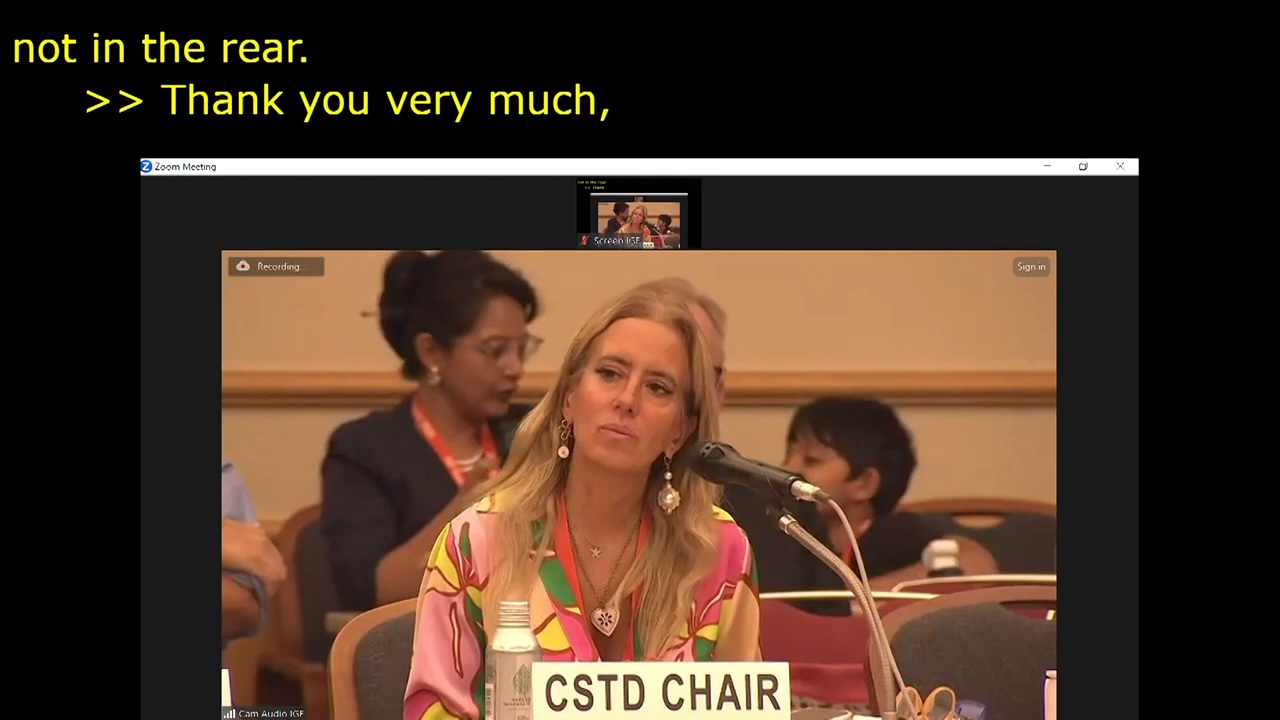 not in the rear.
>> Thank you very much,
Zoom Meeting
Screen IGF
Recording...
Sign in
CSTD CHAIR
Cam Audio IGF